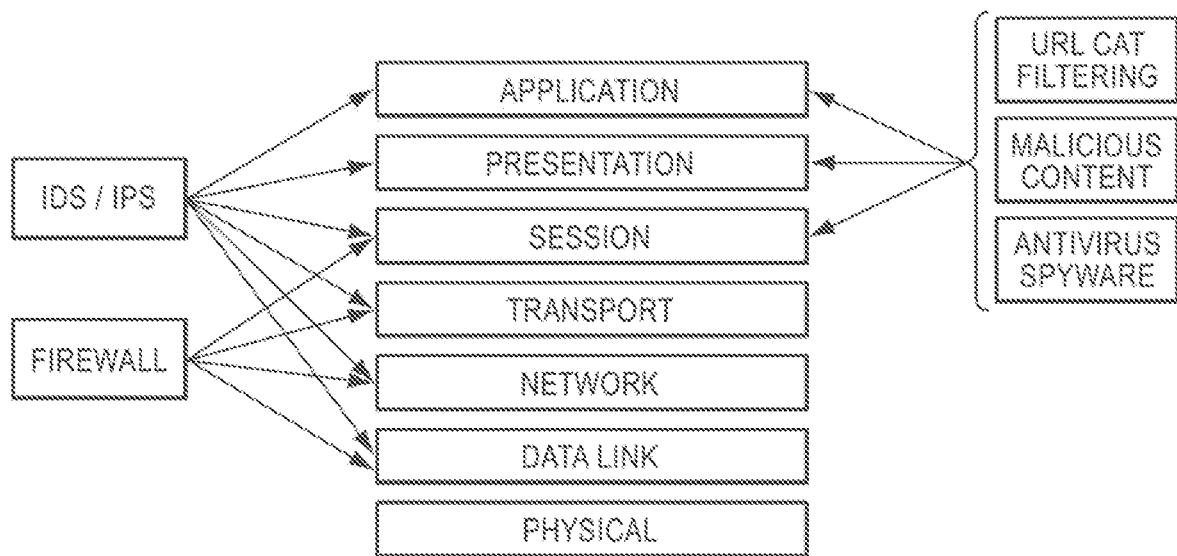 IDS / IPS
FIREWALL
APPLICATION
PRESENTATION
SESSION
TRANSPORT
NETWORK
DATA LINK
PHYSICAL
URL CAT
FILTERING
MALICIOUS
CONTENT
ANTIVIRUS
SPYWARE